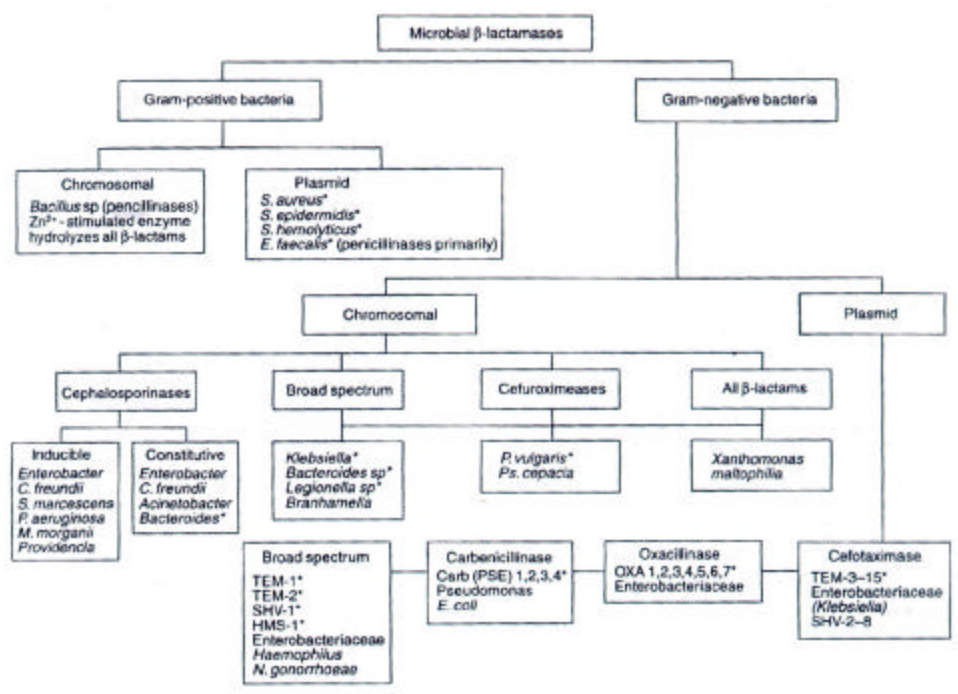 Microbial β-lactamases
Gram-positive bacteria
Gram-negative bacteria
Chromosomal
Bacillus sp (pencillinases)
Zn²⁺ - stimulated enzyme
hydrolyzes all β-lactams
Plasmid
S. aureus*
S. epidermidis*
S. hemolyticus*
E. faecalis* (penicillinases primarily)
Chromosomal
Plasmid
Cephalosporinases
Broad spectrum
Cefuroximeases
All β-lactams
Inducible
Enterobacter
C. freundii
S. marcescens
P. aeruginosa
M. morganii
Providencia
Constitutive
Enterobacter
C. freundii
Acinetobacter
Bacteroides*
Klebsiella*
Bacteroides sp*
Legionella sp*
Branhamella
P. vulgaris*
Ps. cepacia
Xanthomonas
maltophilia
Broad spectrum
TEM-1*
TEM-2*
SHV-1*
HMS-1*
Enterobacteriaceae
Haemophilus
N. gonorrhoeae
Carbenicillinase
Carb (PSE) 1,2,3,4*
Pseudomonas
E. coli
Oxacillinase
OXA 1,2,3,4,5,6,7*
Enterobacteriaceae
Cefotaximase
TEM-3–15*
Enterobacteriaceae
(Klebsiella)
SHV-2–8